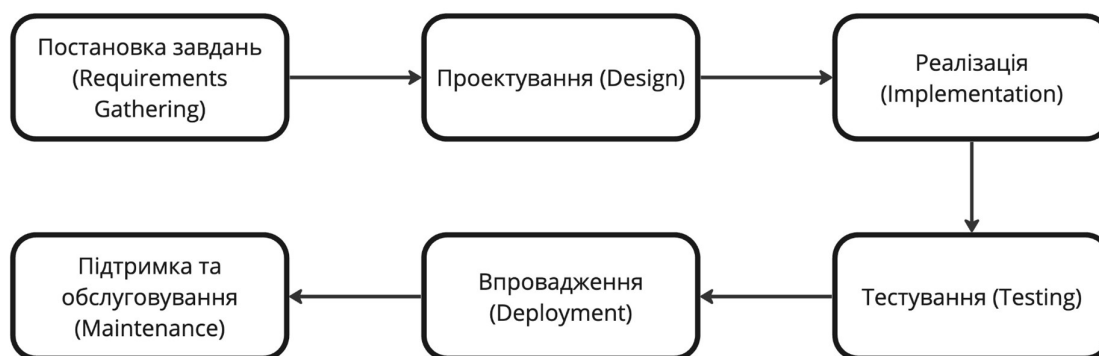 Постановка завдань
(Requirements
Gathering)
Проектування (Design)
Реалізація
(Implementation)
Підтримка та
обслуговування
(Maintenance)
Впровадження
(Deployment)
Тестування (Testing)